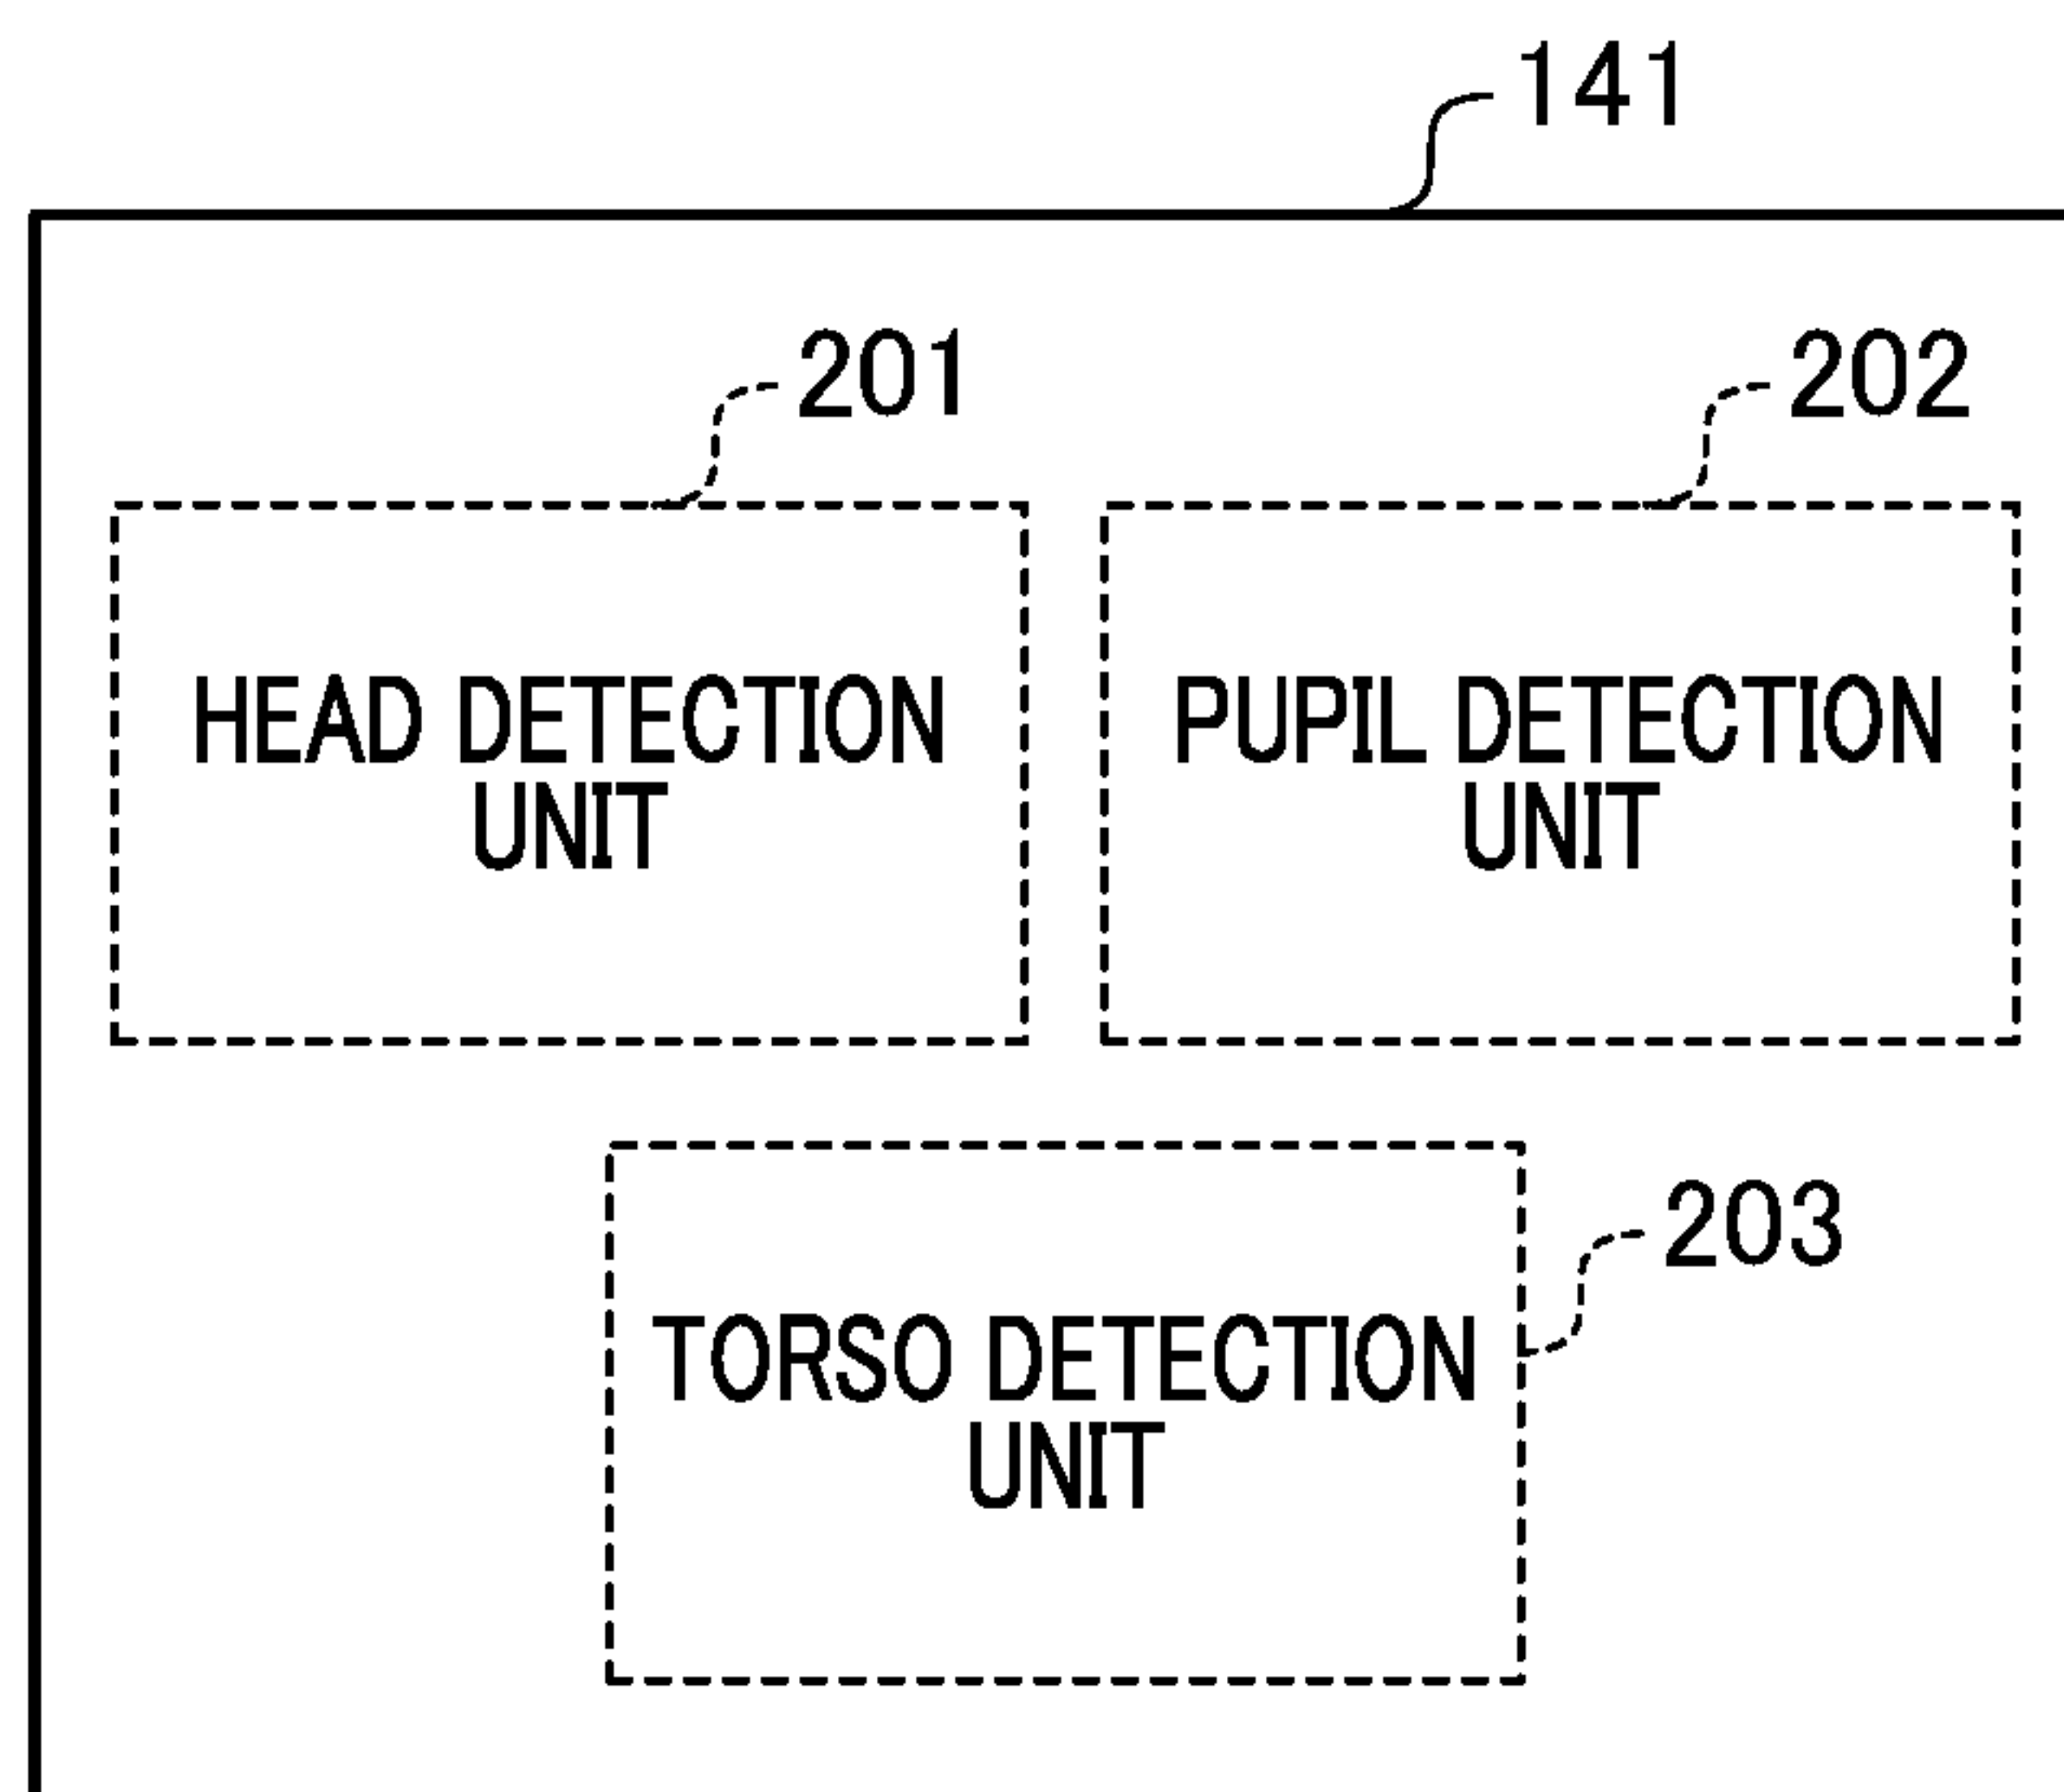 141
201
202
HEAD DETECTION
UNIT
PUPIL DETECTION
UNIT
203
TORSO DETECTION
UNIT